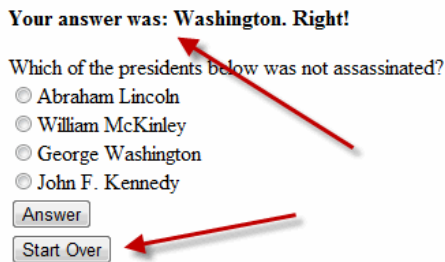 Your answer was: Washington. Right!
Which of the presidents below was not assassinated?
Abraham Lincoln
William McKinley
George Washington
John F. Kennedy
Answer
Start Over